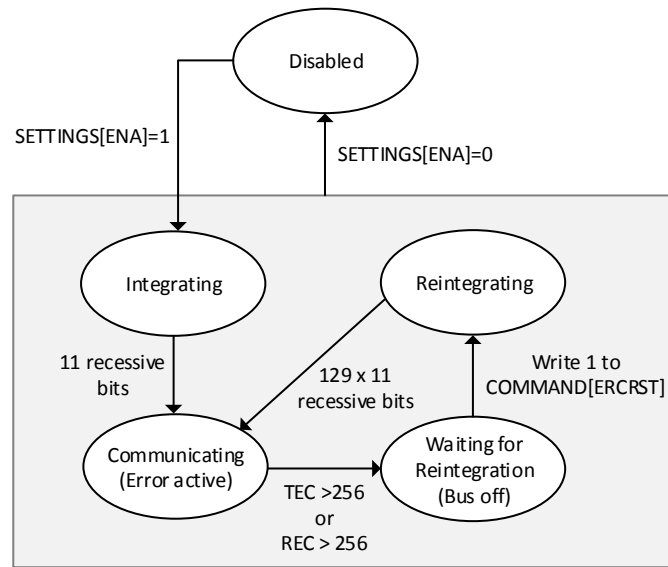 Disabled
SETTINGS[ENA]=1
SETTINGS[ENA]=0
Integrating
Reintegrating
11 recessive
bits
129 x 11
recessive bits
Write 1 to
COMMAND[ERCRST]
Communicating
(Error active)
TEC >256
or
REC > 256
Waiting for
Reintegration
(Bus off)